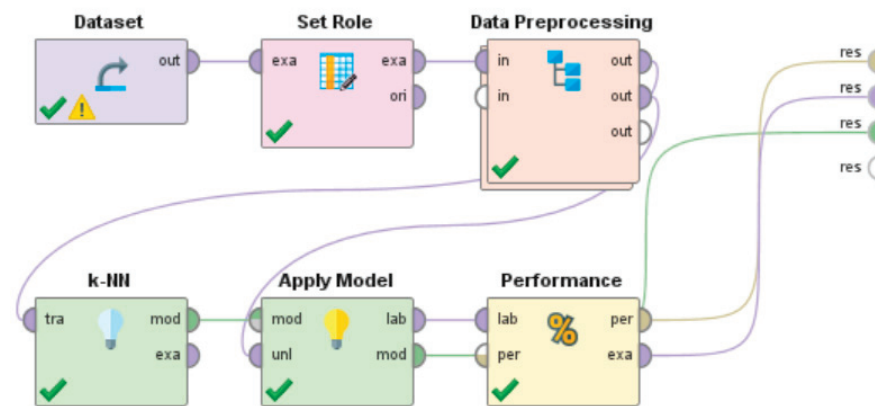 Dataset
out
Set Role
exa
exa
ori
Data Preprocessing
in
in
out
out
out
res
res
res
res
k-NN
tra
mod
exa
Apply Model
mod
unl
lab
mod
Performance
lab
per
%
per
exa